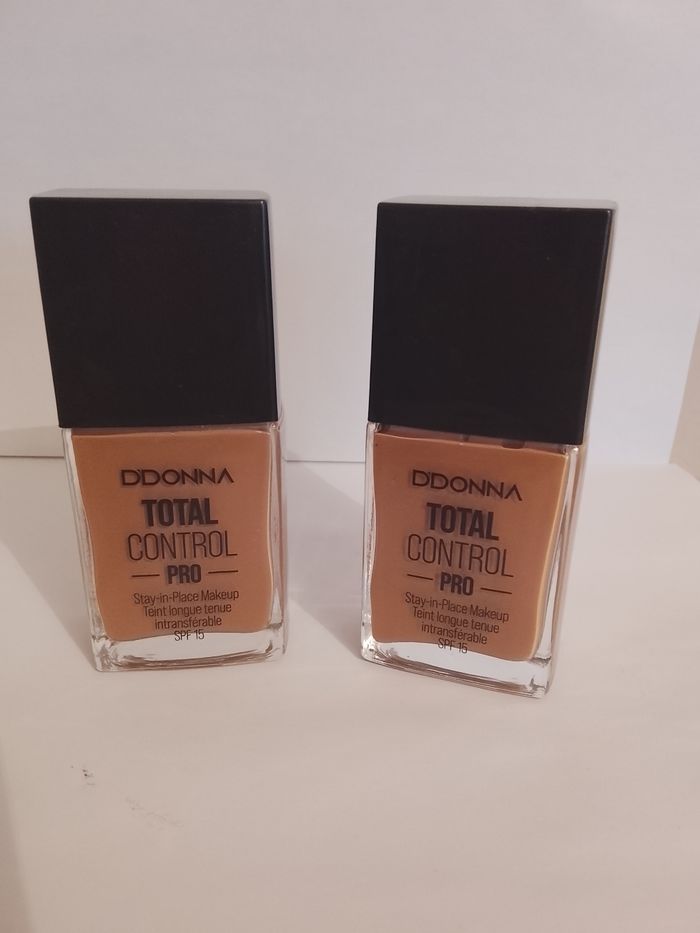 D'DONNA
TOTAL
CONTROL
PRO
Stay-in-Place Makeup
Teint longue tenue
intransférable
SPF 15
D'DONNA
TOTAL
CONTROL
PRO
Stay-in-Place Makeup
Teint longue tenue
intransférable
SPF 15